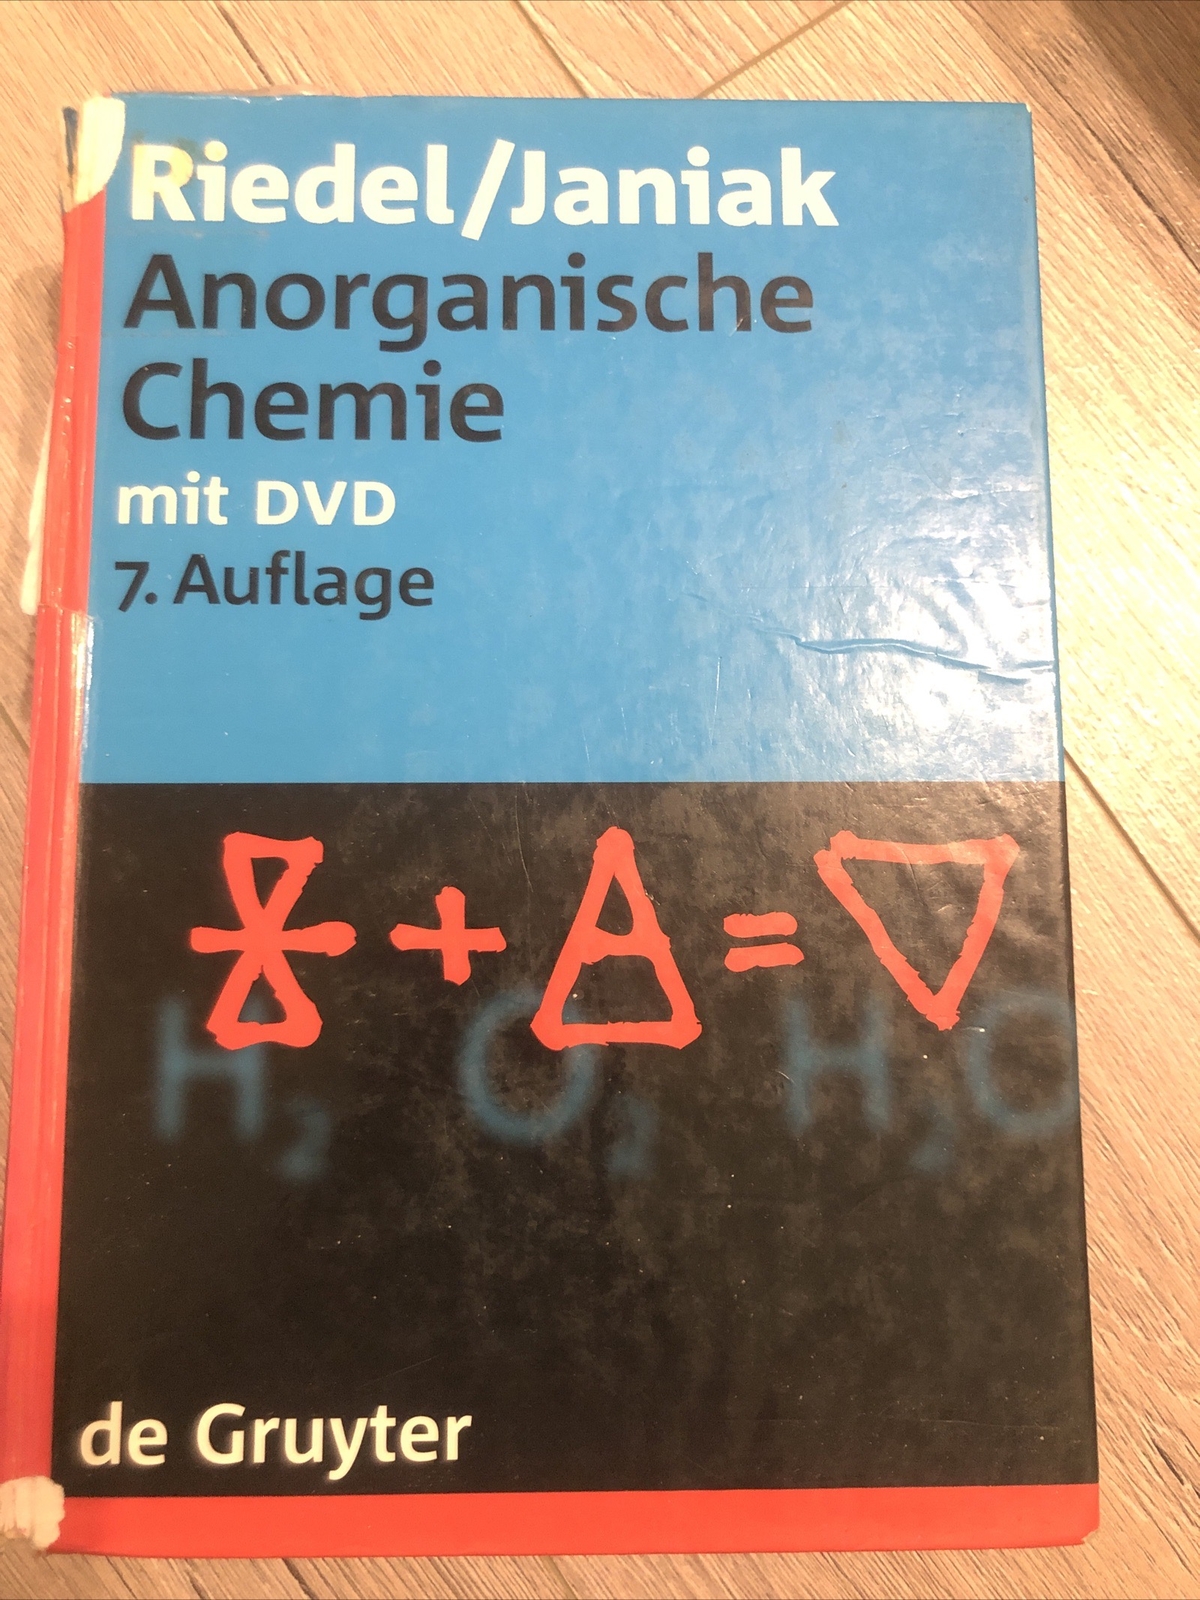 Riedel/Janiak
Anorganische
Chemie
mit DVD
7. Auflage
+ =
H₂ O₂ H₂O
de Gruyter